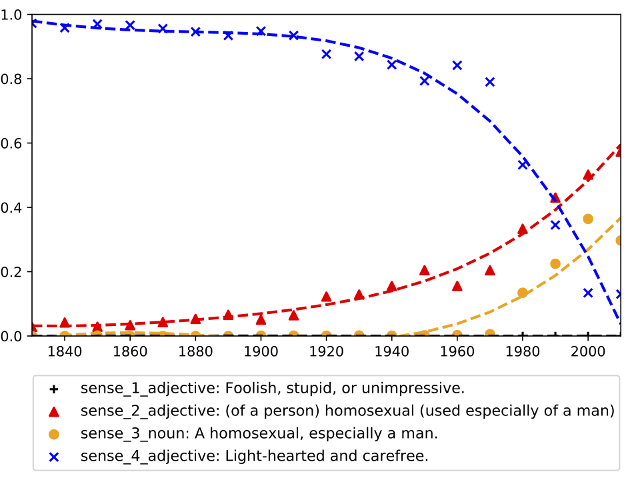 1.0
0.8
0.6
0.4
0.2
0.0
1840 1860 1880 1900 1920 1940 1960 1980 2000
sense_1_adjective: Foolish, stupid, or unimpressive.
sense_2_adjective: (of a person) homosexual (used especially of a man)
sense_3_noun: A homosexual, especially a man.
sense_4_adjective: Light-hearted and carefree.